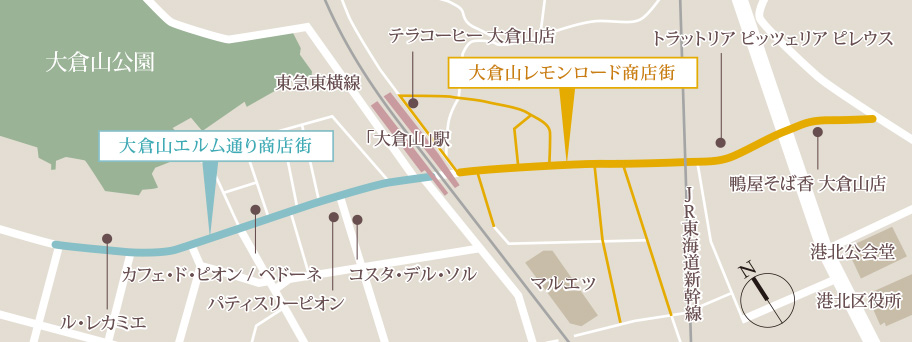 テラコーヒー 大倉山店
トラットリア ピッツェリア ピレウス
大倉山公園
東急東横線
大倉山レモンロード商店街
大倉山エルム通り商店街
「大倉山」駅
鴨屋そば香 大倉山店
JR東海道新幹線
港北公会堂
カフェ・ド・ピオン / ペドーネ
コスタ・デル・ソル
マルエツ
N
パティスリーピオン
港北区役所
ル・レカミエ